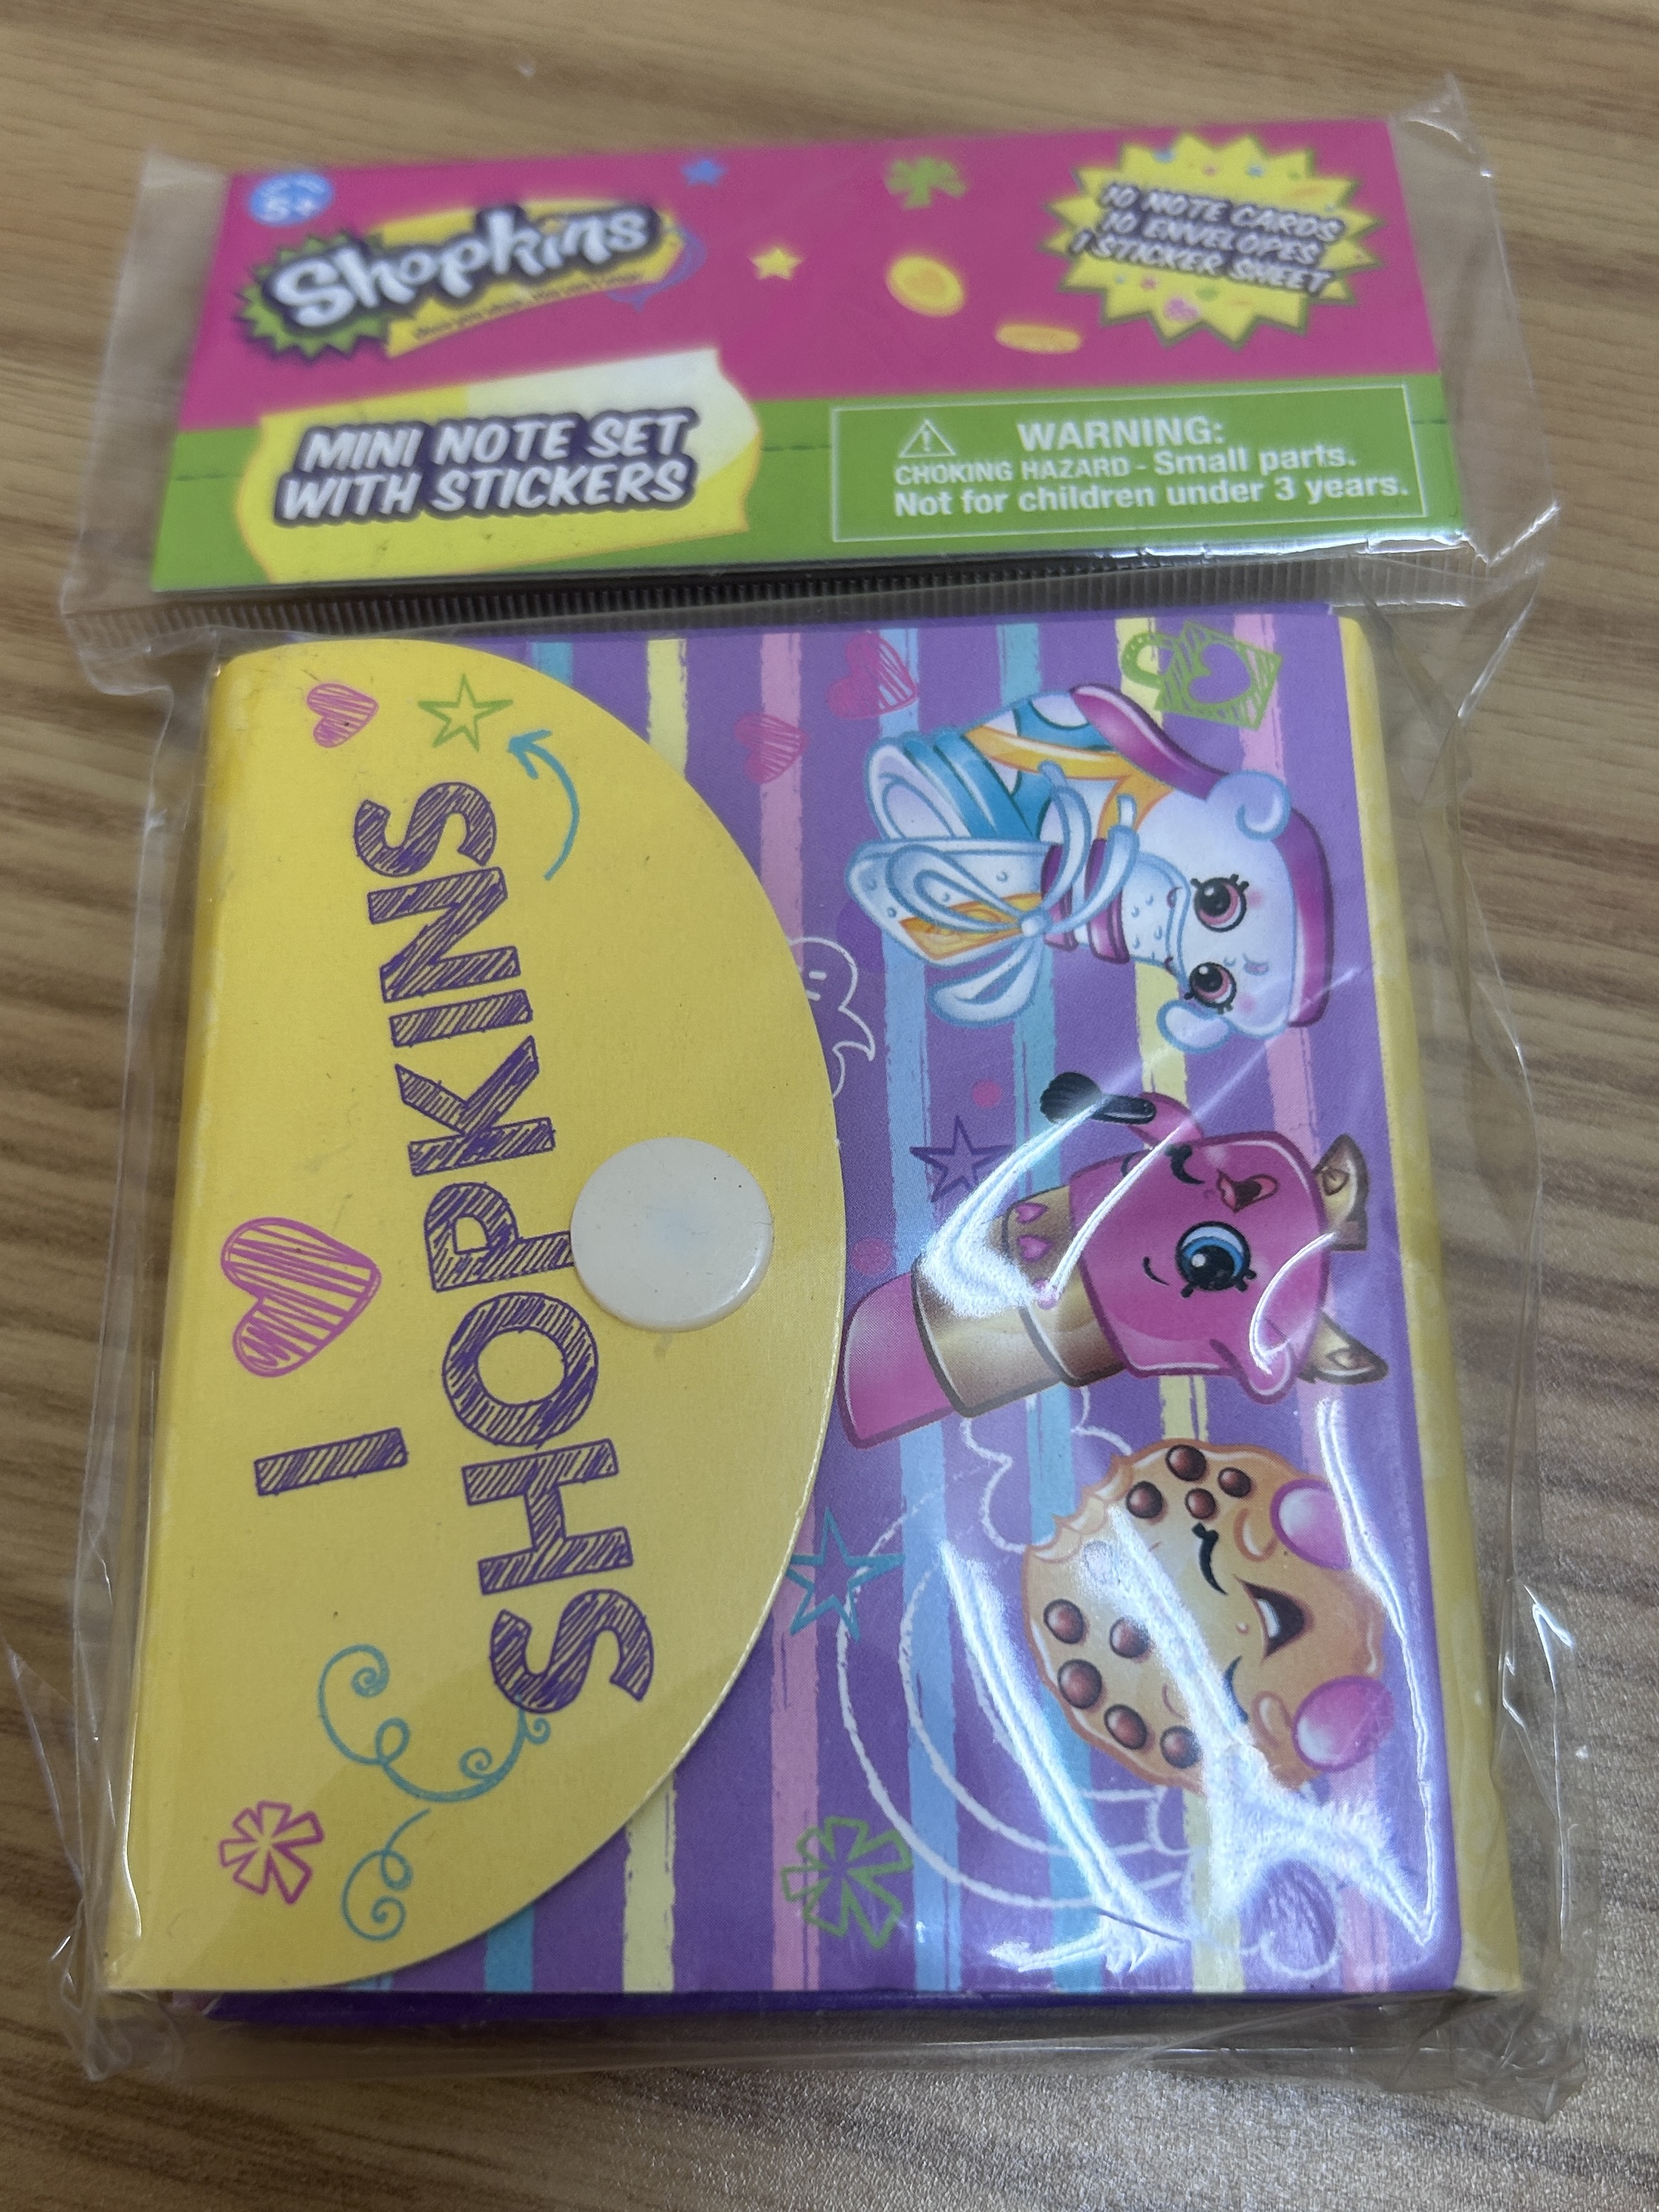 5+
Shopkins
10 NOTE CARDS
10 ENVELOPES
1 STICKER SHEET
MINI NOTE SET
WITH STICKERS
WARNING:
CHOKING HAZARD - Small parts.
Not for children under 3 years.
I
SHOPKINS